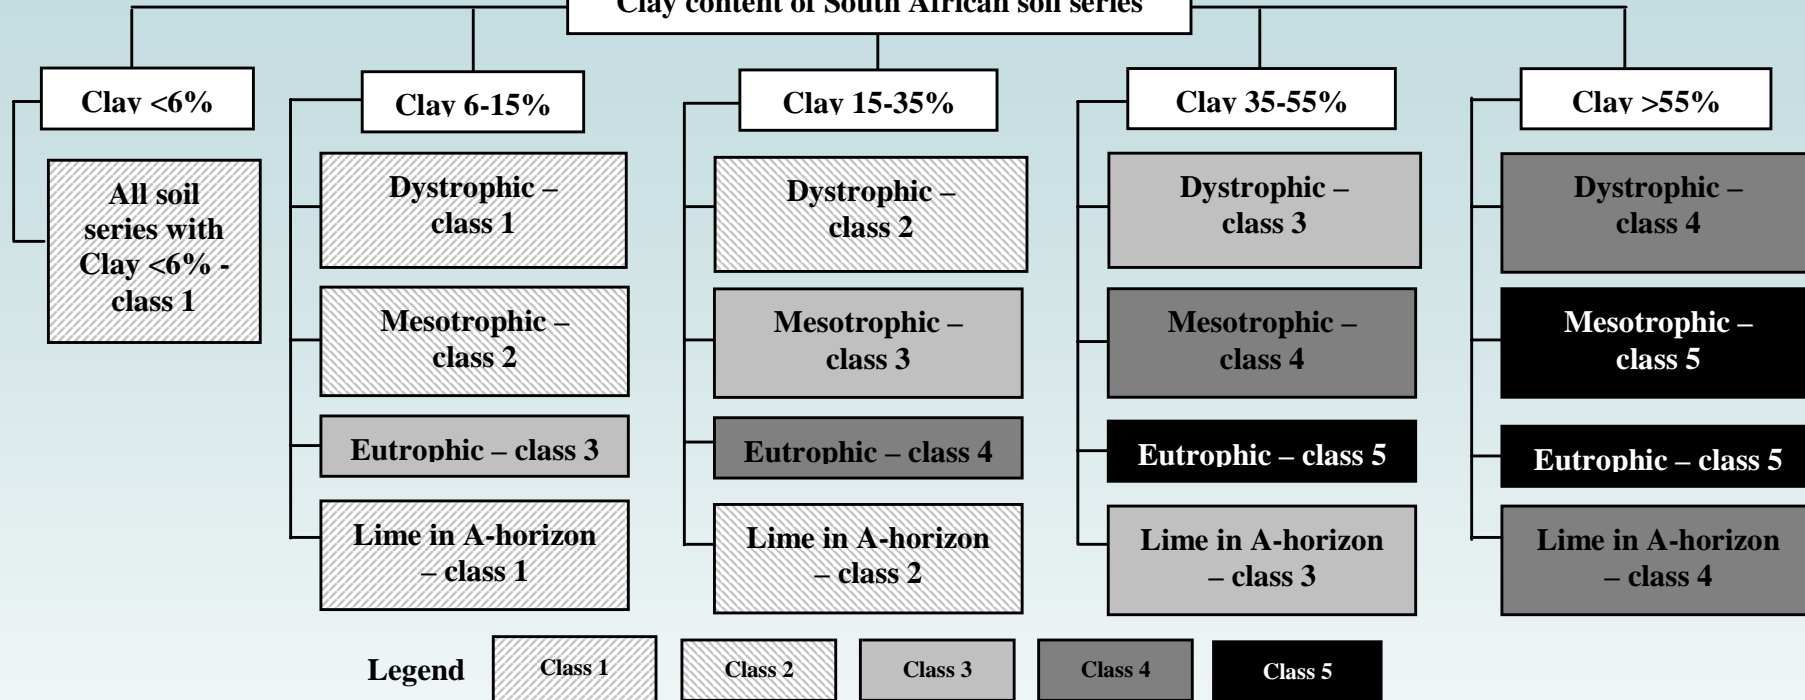 Clay content of South African soil series
Clay <6%
Clay 6-15%
Clay 15-35%
Clay 35-55%
Clay >55%
All soil
series with
Clay <6% -
class 1
Dystrophic –
class 1
Mesotrophic –
class 2
Eutrophic – class 3
Lime in A-horizon
– class 1
Dystrophic –
class 2
Mesotrophic –
class 3
Eutrophic – class 4
Lime in A-horizon
– class 2
Dystrophic –
class 3
Mesotrophic –
class 4
Eutrophic – class 5
Lime in A-horizon
– class 3
Dystrophic –
class 4
Mesotrophic –
class 5
Eutrophic – class 5
Lime in A-horizon
– class 4
Legend
Class 1
Class 2
Class 3
Class 4
Class 5